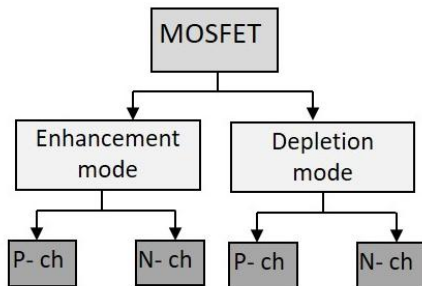 MOSFET
Enhancement
mode
Depletion
mode
P- ch
N- ch
P- ch
N- ch